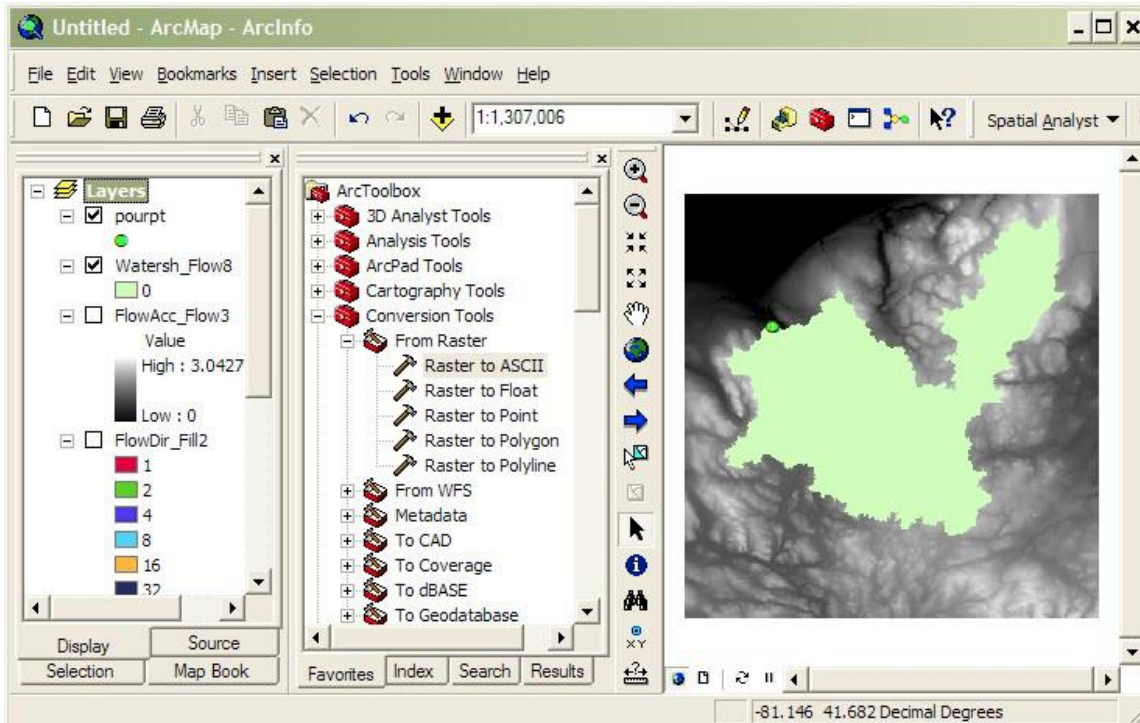 Untitled - ArcMap - ArcInfo
File Edit View Bookmarks Insert Selection Tools Window Help
1:1,307,006
Spatial Analyst
Layers
pourpt
Watersh_Flow8
0
FlowAcc_Flow3
Value
High : 3.0427
Low : 0
FlowDir_Fill2
1
2
4
8
16
32
Display
Source
Selection
Map Book
ArcToolbox
3D Analyst Tools
Analysis Tools
ArcPad Tools
Cartography Tools
Conversion Tools
From Raster
Raster to ASCII
Raster to Float
Raster to Point
Raster to Polygon
Raster to Polyline
From WFS
Metadata
To CAD
To Coverage
To dBASE
To Geodatabase
Favorites
Index
Search
Results
XY
-81.146 41.682 Decimal Degrees